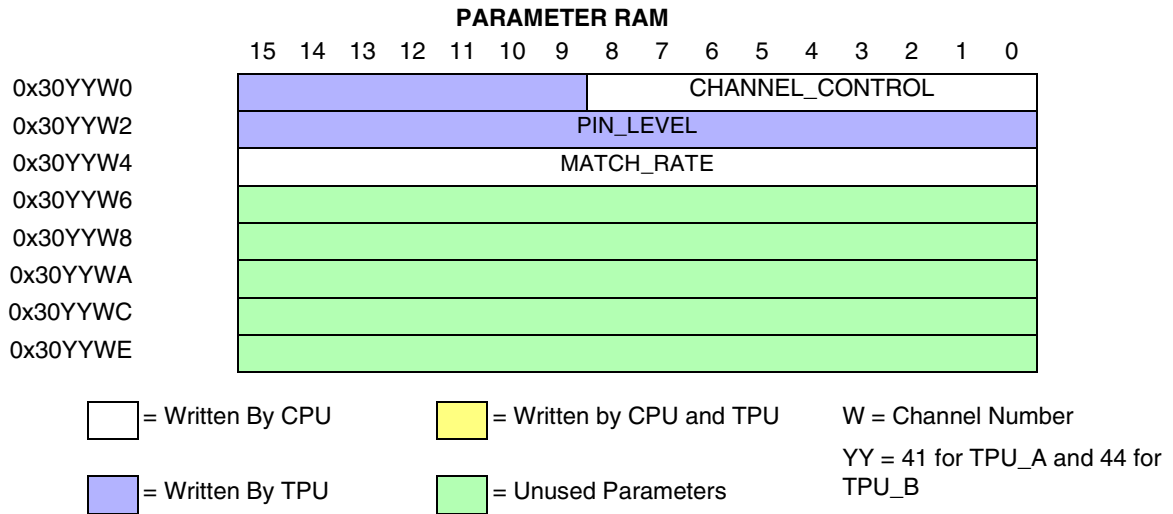 PARAMETER RAM
15 14 13 12 11 10 9 8 7 6 5 4 3 2 1 0
0x30YYW0 CHANNEL_CONTROL
0x30YYW2 PIN_LEVEL
0x30YYW4 MATCH_RATE
0x30YYW6
0x30YYW8
0x30YYWA
0x30YYWC
0x30YYWE
= Written By CPU = Written by CPU and TPU W = Channel Number
= Written By TPU = Unused Parameters YY = 41 for TPU_A and 44 for
TPU_B